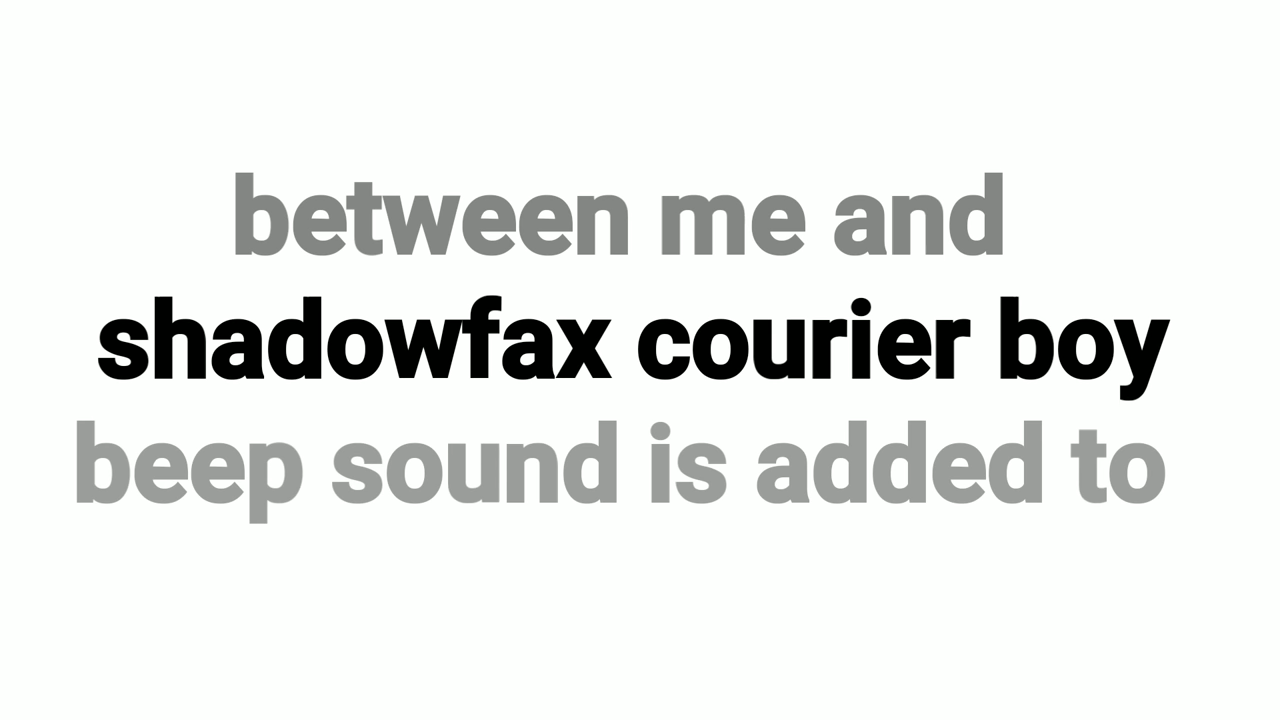 between me and
shadowfax courier boy
beep sound is added to